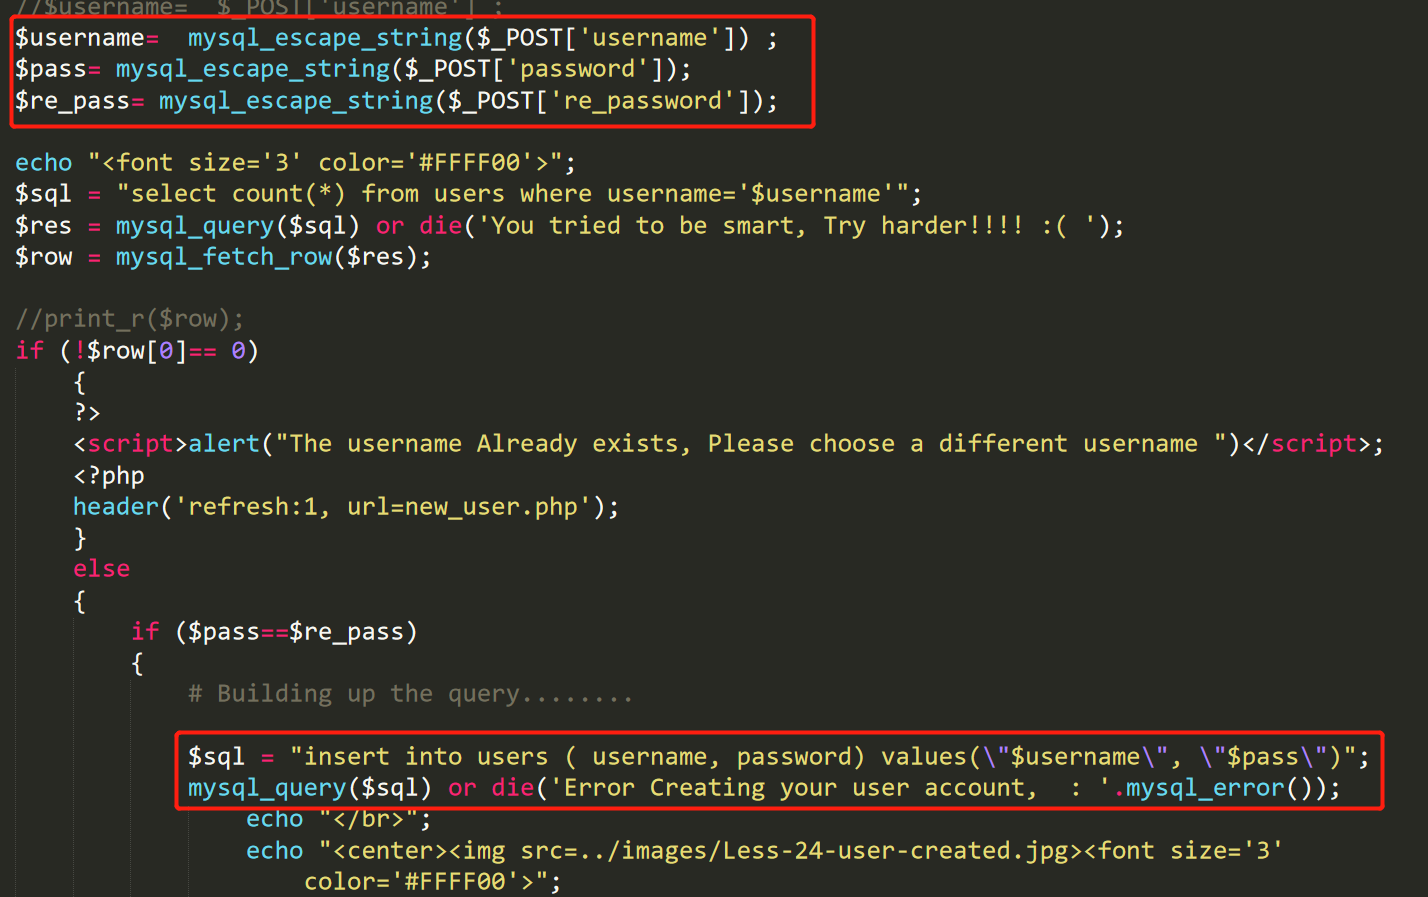 //$username=  $_POST['username'] ;
$username=  mysql_escape_string($_POST['username']) ;
$pass= mysql_escape_string($_POST['password']);
$re_pass= mysql_escape_string($_POST['re_password']);
echo "<font size='3' color='#FFFF00'>";
$sql = "select count(*) from users where username='$username'";
$res = mysql_query($sql) or die('You tried to be smart, Try harder!!!! :( ');
$row = mysql_fetch_row($res);
//print_r($row);
if (!$row[0]== 0)
{
?>
<script>alert("The username Already exists, Please choose a different username ")</script>;
<?php
header('refresh:1, url=new_user.php');
}
else
{
if ($pass==$re_pass)
{
# Building up the query........
$sql = "insert into users ( username, password) values(\"$username\", \"$pass\")";
mysql_query($sql) or die('Error Creating your user account,  : '.mysql_error());
echo "</br>";
echo "<center><img src=../images/Less-24-user-created.jpg><font size='3'
color='#FFFF00'>";